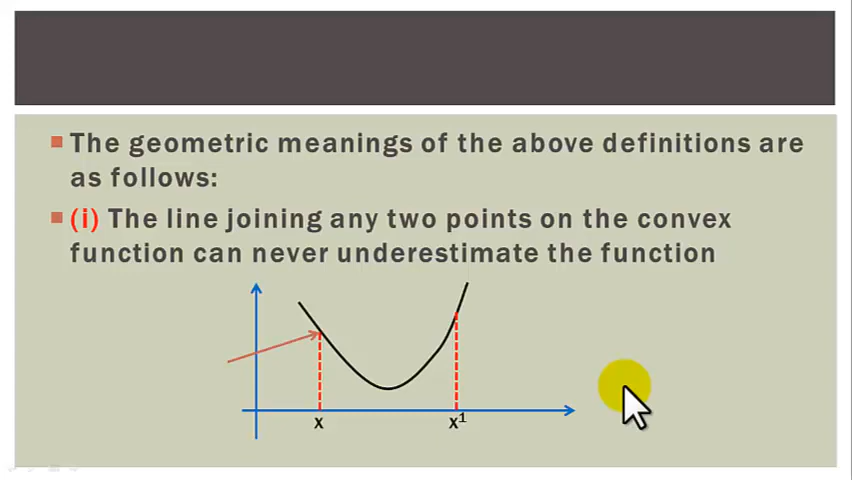 The geometric meanings of the above definitions are
as follows:
(i) The line joining any two points on the convex
function can never underestimate the function
x
x¹